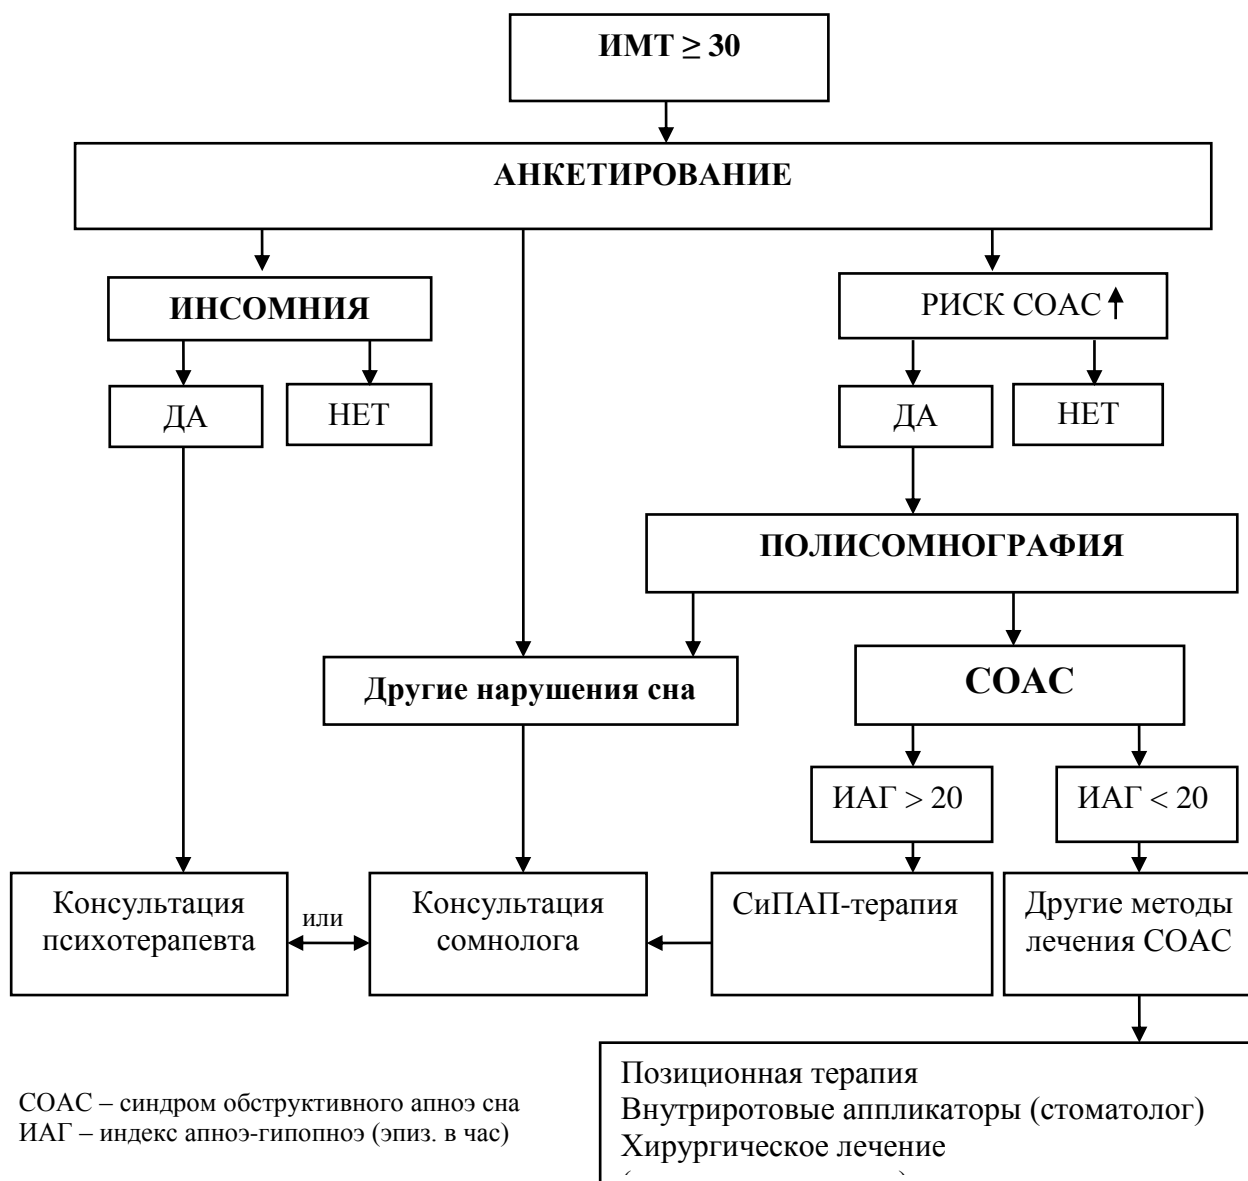 ИМТ ≥ 30
АНКЕТИРОВАНИЕ
ИНСОМНИЯ
РИСК СОАС↑
ДА
НЕТ
ДА
НЕТ
ПОЛИСОМНОГРАФИЯ
Другие нарушения сна
СОАС
ИАГ > 20
ИАГ < 20
Консультация
психотерапевта
или
Консультация
сомнолога
СиПАП-терапия
Другие методы
лечения СОАС
Позиционная терапия
Внутриротовые аппликаторы (стоматолог)
Хирургическое лечение
СОАС – синдром обструктивного апноэ сна
ИАГ – индекс апноэ-гипопноэ (эпиз. в час)